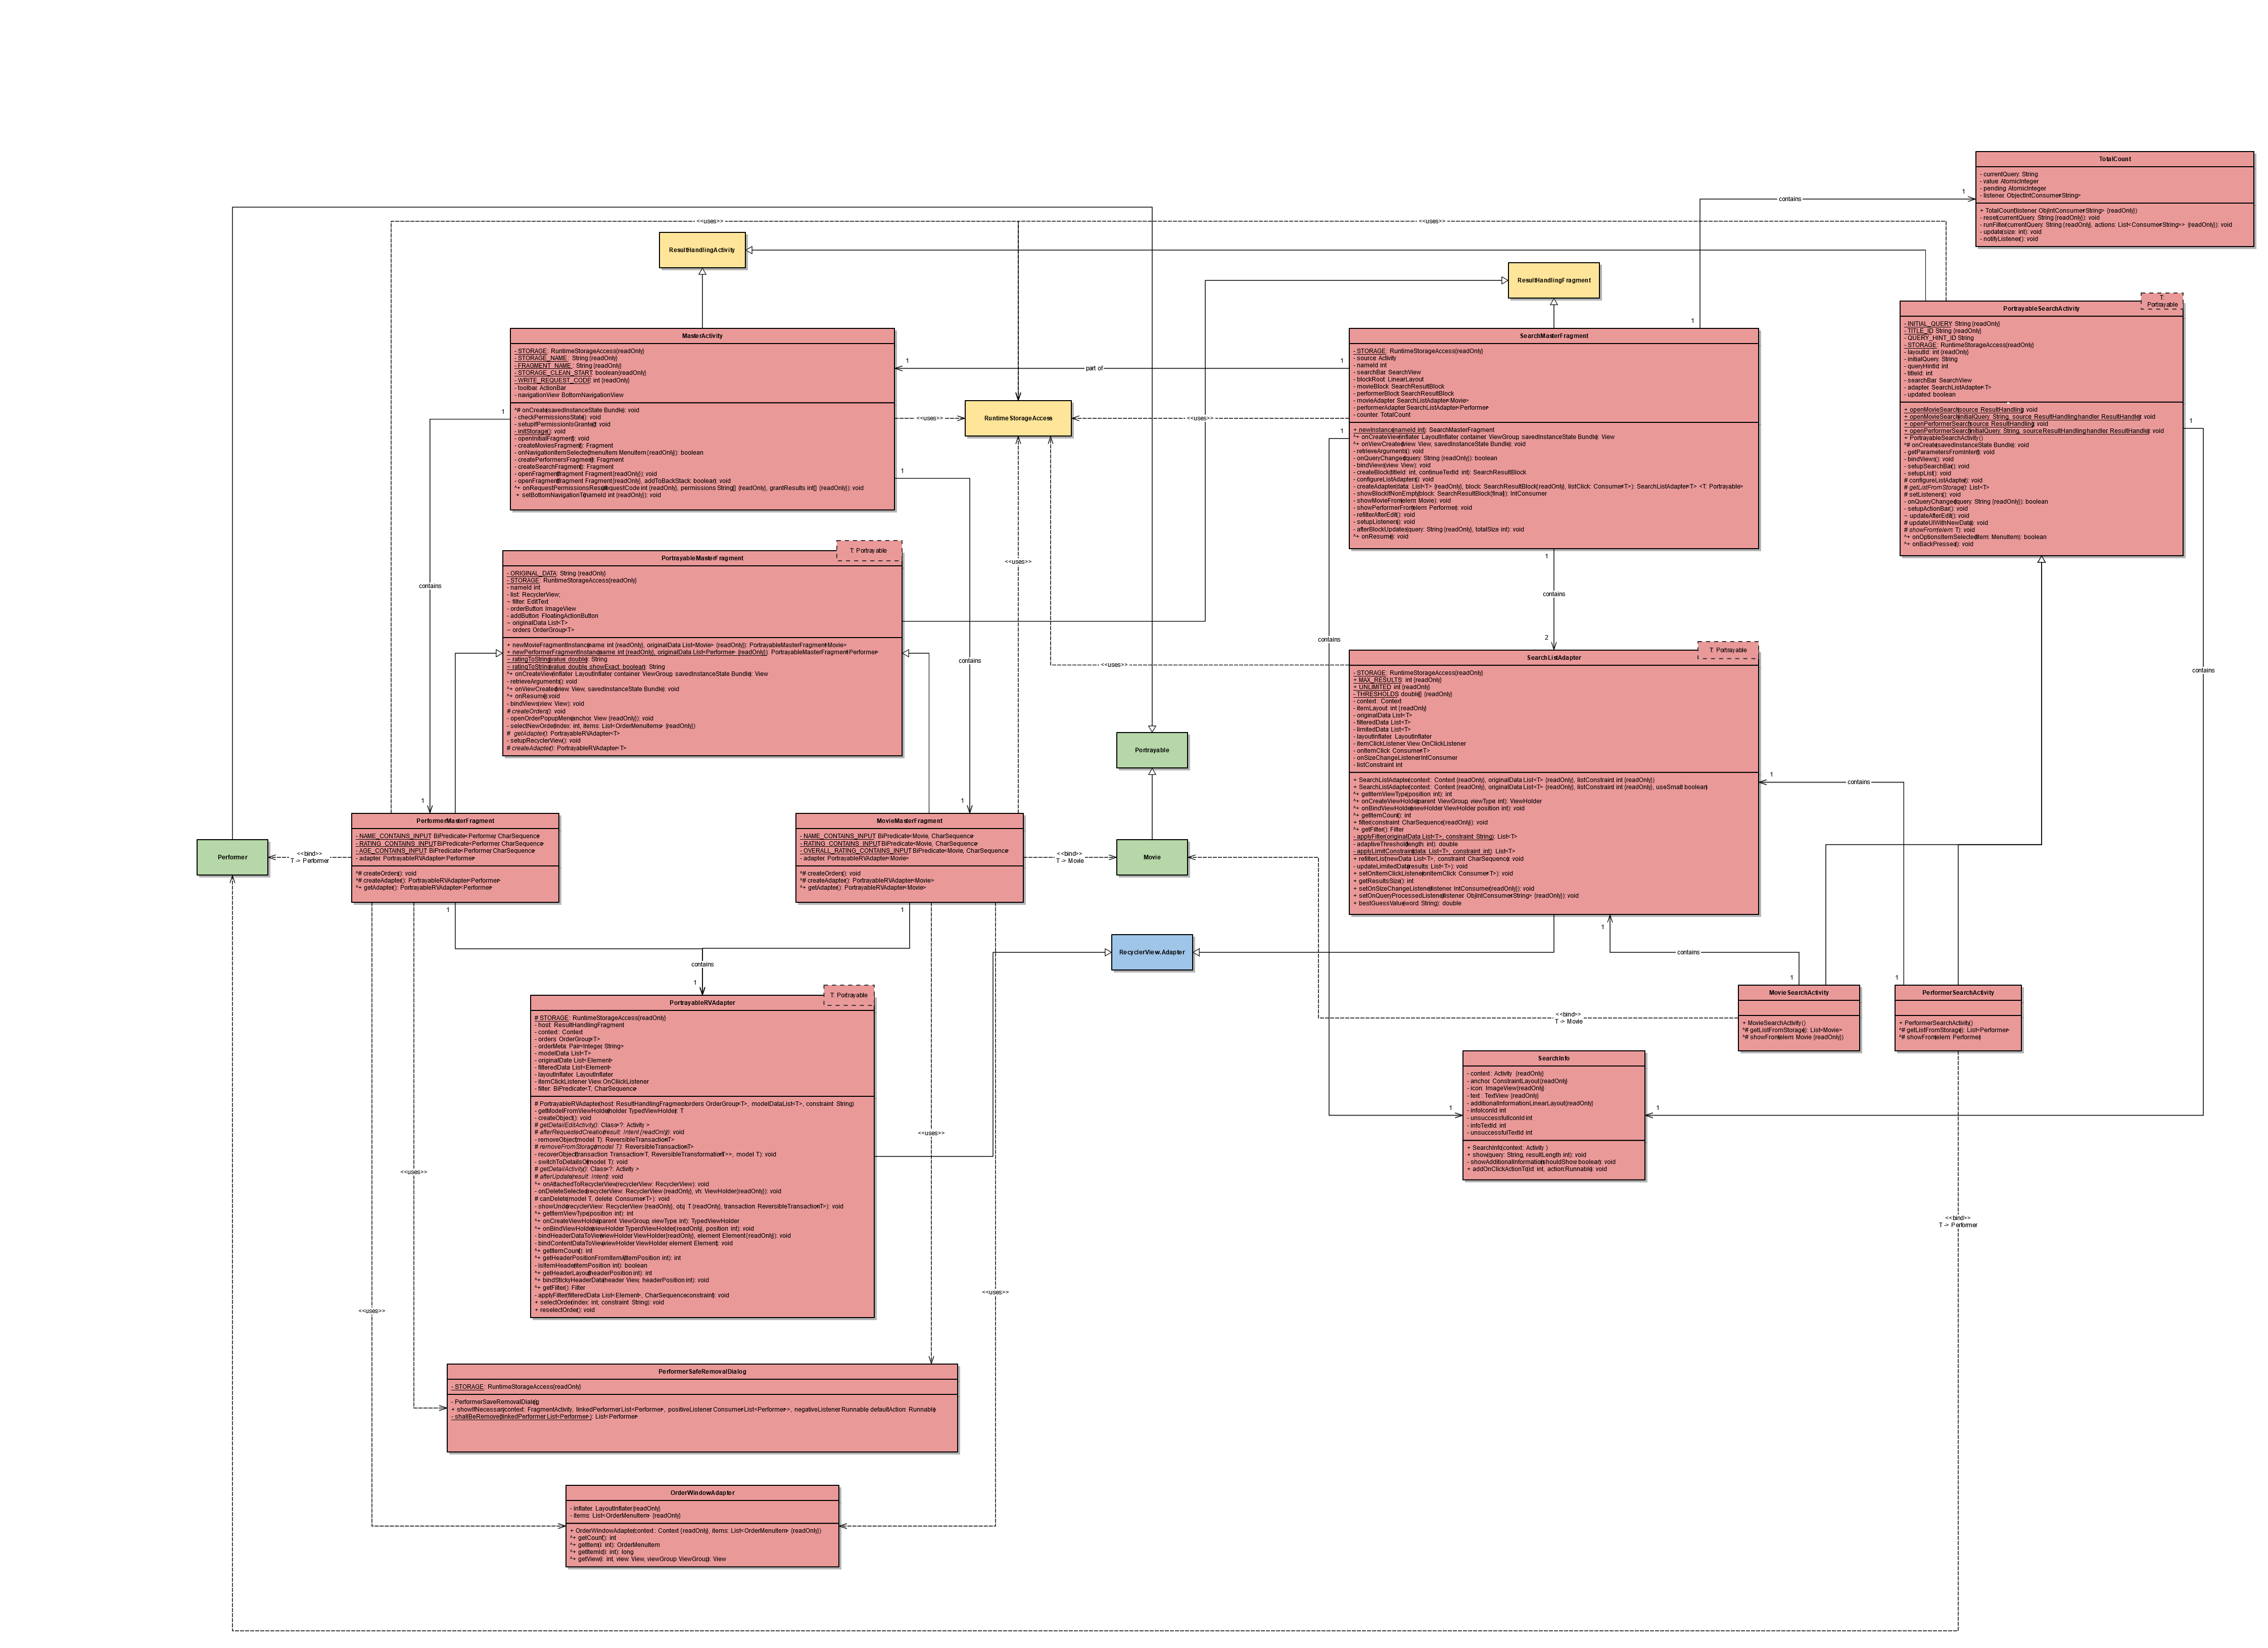 TotalCount
- currentQuery: String
- value: AtomicInteger
- pending: AtomicInteger
- listener: ObjectIntConsumer<String>
+ TotalCount(listener: ObjIntConsumer<String> {readOnly})
- reset(currentQuery: String {readOnly}): void
- runFilter(currentQuery: String {readOnly}, actions: List<Consumer<String>> {readOnly}): void
- update(size: int): void
- notifyListener(): void
contains
1
1
<<uses>>
<<uses>>
ResultHandlingActivity
ResultHandlingFragment
MasterActivity
- STORAGE: RuntimeStorageAccess{readOnly}
- STORAGE_NAME: String {readOnly}
- FRAGMENT_NAME: String {readOnly}
- STORAGE_CLEAN_START: boolean{readOnly}
- WRITE_REQUEST_CODE: int {readOnly}
- toolbar: ActionBar
- navigationView: BottomNavigationView
^# onCreate(savedInstanceState: Bundle): void
- checkPermissionsState(): void
- setupIfPermissionIsGranted(): void
- initStorage(): void
- openInitialFragment(): void
- createMoviesFragment(): Fragment
- onNavigationItemSelected(menuItem: MenuItem {readOnly}): boolean
- createPerformersFragment(): Fragment
- createSearchFragment(): Fragment
- openFragment(fragment: Fragment{readOnly}): void
- openFragment(fragment: Fragment{readOnly}, addToBackStack: boolean): void
^+ onRequestPermissionsResult(requestCode: int {readOnly}, permissions: String[] {readOnly}, grantResults: int[] {readOnly}): void
+ setBottomNavigationTo(nameId: int {readOnly}): void
SearchMasterFragment
- STORAGE: RuntimeStorageAccess{readOnly}
- source: Activity
- nameId: int
- searchBar: SearchView
- blockRoot: LinearLayout
- movieBlock: SearchResultBlock
- performerBlock: SearchResultBlock
- movieAdapter: SearchListAdapter<Movie>
- performerAdapter: SearchListAdapter<Performer>
- counter: TotalCount
+ newInstance(nameId: int): SearchMasterFragment
^+ onCreateView(inflater: LayoutInflater, container: ViewGroup, savedInstanceState: Bundle): View
^+ onViewCreated(view: View, savedInstanceState: Bundle): void
- retrieveArguments(): void
- onQueryChanged(query: String {readOnly}): boolean
- bindViews(view: View): void
- createBlock(titleId: int, continueTextId: int): SearchResultBlock
- configureListAdapters(): void
- createAdapter(data: List<T> {readOnly}, block: SearchResultBlock{readOnly}, listClick: Consumer<T>): SearchListAdapter<T> <T: Portrayable>
- showBlockIfNonEmpty(block: SearchResultBlock{final}): IntConsumer
- showMovieFrom(elem: Movie): void
- showPerformerFrom(elem: Performer): void
- refilterAfterEdit(): void
- setupListeners(): void
- afterBlockUpdate(query: String {readOnly}, totalSize: int): void
^+ onResume(): void
T: Portrayable
PortrayableSearchActivity
- INITIAL_QUERY: String {readOnly}
- TITLE_ID: String {readOnly}
- QUERY_HINT_ID: String
- STORAGE: RuntimeStorageAccess{readOnly}
- layoutId: int {readOnly}
- initialQuery: String
- queryHintId: int
- titleId: int
- searchBar: SearchView
- adapter: SearchListAdapter<T>
- updated: boolean
+ openMovieSearch(source: ResultHandling): void
+ openMovieSearch(initialQuery: String, source: ResultHandling, handler: ResultHandler): void
+ openPerformerSearch(source: ResultHandling): void
+ openPerformerSearch(initialQuery: String, source: ResultHandling, handler: ResultHandler): void
+ PortrayableSearchActivity()
^# onCreate(savedInstanceState: Bundle): void
- getParametersFromIntent(): void
- bindViews(): void
- setupSearchBar(): void
- setupList(): void
# configureListAdapter(): void
# getListFromStorage(): List<T>
# setListeners(): void
- onQueryChanged(query: String {readOnly}): boolean
- setupActionBar(): void
~ updateAfterEdit(): void
# updateUIWithNewData(): void
# showFrom(elem: T): void
^+ onOptionsItemSelected(item: MenuItem): boolean
^+ onBackPressed(): void
1
part of
1
RuntimeStorageAccess
<<uses>>
<<uses>>
1
1
1
1
contains
<<uses>>
contains
1
2
contains
contains
contains
<<uses>>
T: Portrayable
PortrayableMasterFragment
- ORIGINAL_DATA: String {readOnly}
- STORAGE: RuntimeStorageAccess{readOnly}
- nameId: int
- list: RecyclerView;
~ filter: EditText
- orderButton: ImageView
- addButton: FloatingActionButton
~ originalData: List<T>
~ orders: OrderGroup<T>
+ newMovieFragmentInstance(name: int {readOnly}, originalData: List<Movie> {readOnly}): PortrayableMasterFragment<Movie>
+ newPerformerFragmentInstance(name: int {readOnly}, originalData: List<Performer> {readOnly}): PortrayableMasterFragment<Performer>
~ ratingToString(value: double): String
~ ratingToString(value: double, showExact: boolean): String
^+ onCreateView(inflater: LayoutInflater, container: ViewGroup, savedInstanceState: Bundle): View
- retrieveArguments(): void
^+ onViewCreated(view: View, savedInstanceState: Bundle): void
^+ onResume():void
- bindViews(view: View): void
# createOrders(): void
- openOrderPopupMenu(anchor: View {readOnly}): void
- selectNewOrder(index: int, items: List<OrderMenuItems> {readOnly})
# getAdapter(): PortrayableRVAdapter<T>
- setupRecyclerView(): void
# createAdapter(): PortrayableRVAdapter<T>
T: Portrayable
SearchListAdapter
- STORAGE: RuntimeStorageAccess{readOnly}
+ MAX_RESULTS: int {readOnly}
+ UNLIMITED: int {readOnly}
- THRESHOLDS: double[] {readOnly}
- context: Context
- itemLayout: int {readOnly}
- originalData: List<T>
- filteredData: List<T>
- limitedData: List<T>
- layoutInflater: LayoutInflater
- itemClickListener: View.OnClickListener
- onItemClick: Consumer<T>
- onSizeChangeListener:IntConsumer
- listConstraint: int
+ SearchListAdapter(context: Context {readOnly}, originalData: List<T> {readOnly}, listConstraint: int {readOnly})
+ SearchListAdapter(context: Context {readOnly}, originalData: List<T> {readOnly}, listConstraint: int {readOnly}, useSmall: boolean)
^+ getItemViewType(position: int): int
^+ onCreateViewHolder(parent: ViewGroup, viewType: int): ViewHolder
^+ onBindViewHolder(viewHolder: ViewHolder, position: int): void
^+ getItemCount(): int
+ filter(constraint: CharSequence{readOnly}): void
^+ getFilter(): Filter
- applyFilter(originalData: List<T>, constraint: String): List<T>
- adaptiveThreshold(length: int): double
- applyLimitConstraint(data: List<T>, constraint: int): List<T>
+ refilterList(newData: List<T>, constraint: CharSequence): void
- updateLimitedData(results: List<T>): void
+ setOnItemClickListener(onItemClick: Consumer<T>): void
+ getResultsSize(): int
+ setOnSizeChangeListener(listener: IntConsumer{readOnly}): void
+ setOnQueryProcessedListener(listener: ObjIntConsumer<String>{readOnly}): void
+ bestGuessValue(word: String): double
Portrayable
Performer
<<bind>>
T -> Performer
1
PerformerMasterFragment
- NAME_CONTAINS_INPUT: BiPredicate<Performer, CharSequence>
- RATING_CONTAINS_INPUT: BiPredicate<Performer, CharSequence>
- AGE_CONTAINS_INPUT: BiPredicate<Performer, CharSequence>
- adapter: PortrayableRVAdapter<Performer>
^# createOrder(): void
^# createAdapter(): PortrayableRVAdapter<Performer>
^+ getAdapter(): PortrayableRVAdapter<Performer>
1
MovieMasterFragment
- NAME_CONTAINS_INPUT: BiPredicate<Movie, CharSequence>
- RATING_CONTAINS_INPUT: BiPredicate<Movie, CharSequence>
- OVERALL_RATING_CONTAINS_INPUT: BiPredicate<Movie, CharSequence>
- adapter: PortrayableRVAdapter<Movie>
^# createOrder(): void
^# createAdapter(): PortrayableRVAdapter<Movie>
^+ getAdapter(): PortrayableRVAdapter<Movie>
<<bind>>
T -> Movie
Movie
1
contains
1
1
contains
1
RecyclerView.Adapter
1
contains
1
1
T: Portrayable
PortrayableRVAdapter
# STORAGE: RuntimeStorageAccess{readOnly}
- host: ResultHandlingFragment
- context: Context
- orders: OrderGroup<T>
- orderMeta: Pair<Integer, String>
- modelData: List<T>
- originalDate: List<Element>
- filteredData: List<Element>
- layoutInflater: LayoutInflater
- itemClickListener: View.OnCliickListener
- filter: BiPredicate<T, CharSequence>
# PortrayableRVAdapter(host: ResultHandlingFragment, orders: OrderGroup<T>, modelData:List<T>, constraint: String)
- getModelFromViewHolder(holder: TypedViewHolder): T
- createObject(): void
# getDetailEditActivity(): Class<?: Activity >
# afterRequestedCreation(result: Intent {readOnly}): void
- removeObject(model: T): ReversibleTransaction<T>
# removeFromStorage(model: T): ReversibleTransaction<T>
- recoverObject(transaction: Transaction<T, ReversibleTransformation<T>>, model: T): void
- switchToDetailsOf(model: T): void
# getDetailActivity(): Class<?: Activity >
# afterUpdate(result: Intent): void
^+ onAttachedToRecyclerView(recyclerView: RecyclerView): void
- onDeleteSelected(recyclerView: RecyclerView {readOnly}, vh: ViewHolder{readOnly}): void
# canDelete(model: T, delete: Consumer<T>): void
- showUndo(recyclerView: RecyclerView {readOnly}, obj: T {readOnly}, transaction: ReversibleTransaction<T>): void
^+ getItemViewType(position: int): int
^+ onCreateViewHolder(parent: ViewGroup, viewType: int): TypedViewHolder
^+ onBindViewHolder(viewHolder: TyperdViewHolder{readOnly}, position: int): void
- bindHeaderDataToView(viewHolder: ViewHolder{readOnly}, element: Element {readOnly}): void
- bindContentDataToView(viewHolder: ViewHolder, element: Element): void
^+ getItemCount(): int
^+ getHeaderPositionFromItemAt(itemPosition: int): int
- isItemHeader(itemPosition: int): boolean
^+ getHeaderLayout(headerPosition: int): int
^+ bindStickyHeaderData(header: View, headerPosition: int): void
^+ getFilter(): Filter
- applyFilter(filteredData: List<Element>, CharSequence:constraint): void
+ selectOrder(index: int, constraint: String): void
+ reselectOrder(): void
MovieSearchActivity
+ MovieSearchActivity()
^# getListFromStorage(): List<Movie>
^# showFrom(elem: Movie {readOnly})
PerformerSearchActivity
+ PerformerSearchActivity()
^# getListFromStorage(): List<Performer>
^# showFrom(elem: Performer)
<<bind>>
T -> Movie
SearchInfo
- context: Activity {readOnly}
- anchor: ConstraintLayout{readOnly}
- icon: ImageView{readOnly}
- text : TextView {readOnly}
- additionalInformation:LinearLayout{readOnly}
- infoIconId: int
- unsuccessfulIconId: int
- infoTextId: int
- unsuccessfulTextId: int
+ SearchInfo(context: Activity )
+ show(query: String, resultLength: int): void
- showAdditionalInformation(shouldShow: boolean): void
+ addOnClickActionTo(id: int, action:Runnable): void
1
1
<<uses>>
<<uses>>
<<bind>>
T -> Performer
<<uses>>
<<uses>>
PerformerSafeRemovalDialog
- STORAGE: RuntimeStorageAccess{readOnly}
- PerformerSaveRemovalDialog()
+ showIfNecessary(context: FragmentActivity, linkedPerformer: List<Performer>, positiveListener: Consumer<List<Performer>>, negativeListener: Runnable, defaultAction: Runnable)
- shallBeRemoved(linkedPerformer: List<Performer>): List<Performer>
OrderWindowAdapter
- inflater: LayoutInflater{readOnly}
- items: List<OrderMenuItem> {readOnly}
+ OrderWindowAdapter(context: Context {readOnly}, items: List<OrderMenuItem> {readOnly})
^+ getCount(): int
^+ getItem(i: int): OrderMenuItem
^+ getItemId(i: int): long
^+ getView(i: int, view: View, viewGroup: ViewGroup): View